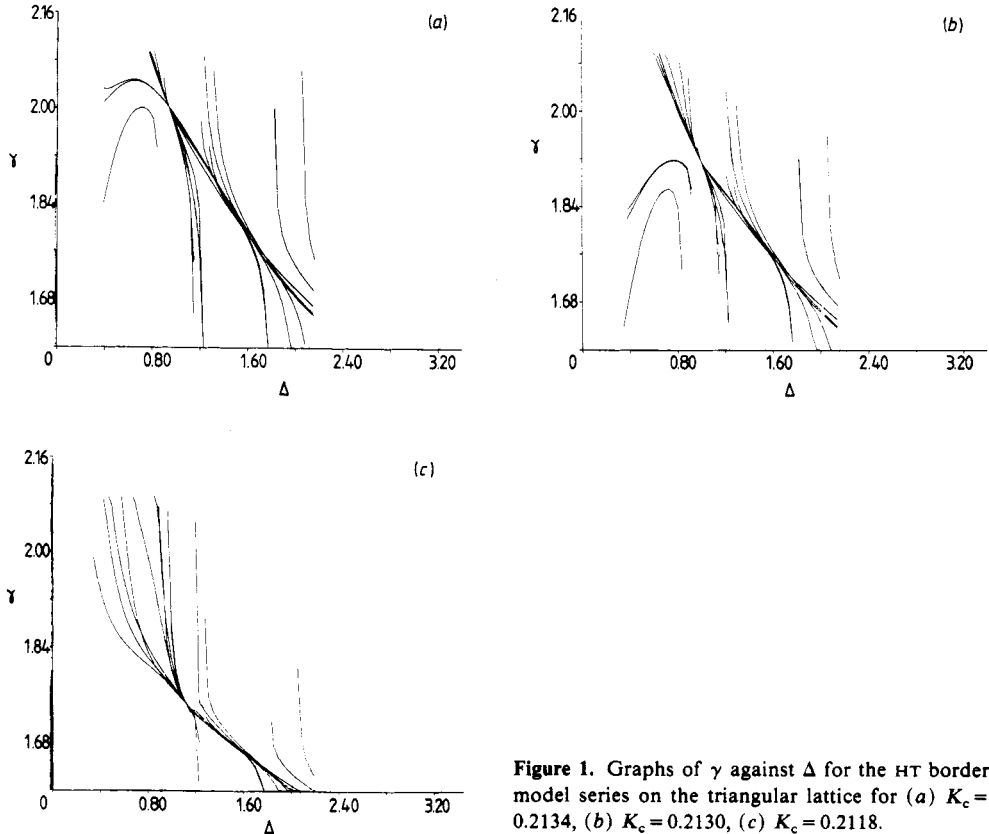 2.16
(a)
2.00
γ
1.84
1.68
0
0.80
1.60
2.40
3.20
Δ
2.16
(b)
2.00
γ
1.84
1.68
0
0.80
1.60
2.40
3.20
Δ
2.16
(c)
2.00
γ
1.84
1.68
0
0.80
1.60
2.40
3.20
Δ
Figure 1. Graphs of γ against Δ for the HT border
model series on the triangular lattice for (a) Kc =
0.2134, (b) Kc = 0.2130, (c) Kc = 0.2118.